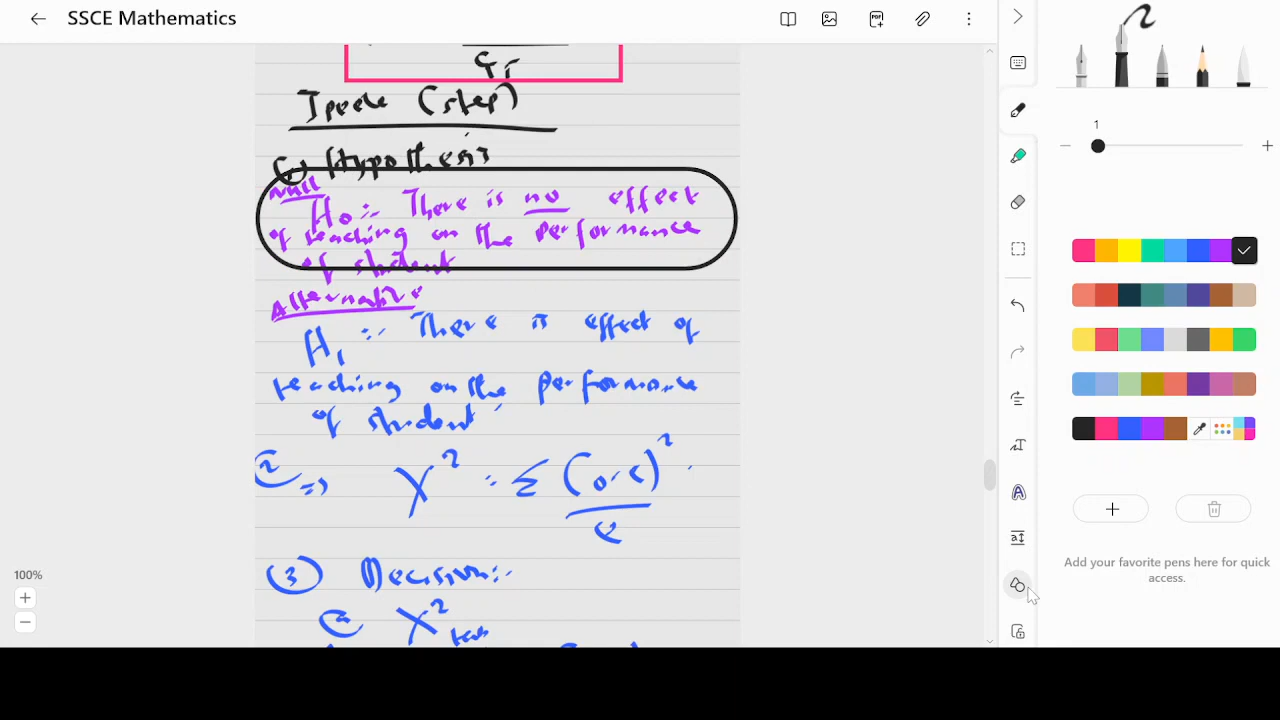 SSCE Mathematics
(step)
(1) Hypothesis
Null
H₀:- There is no effect
of teaching on the performance
of student
Alternative
H₁:- There is effect of
teaching on the performance
of student
② => X² = Σ (o-e)²
e
(3) Decision:-
X²
1
100%
Add your favorite pens here for quick
access.